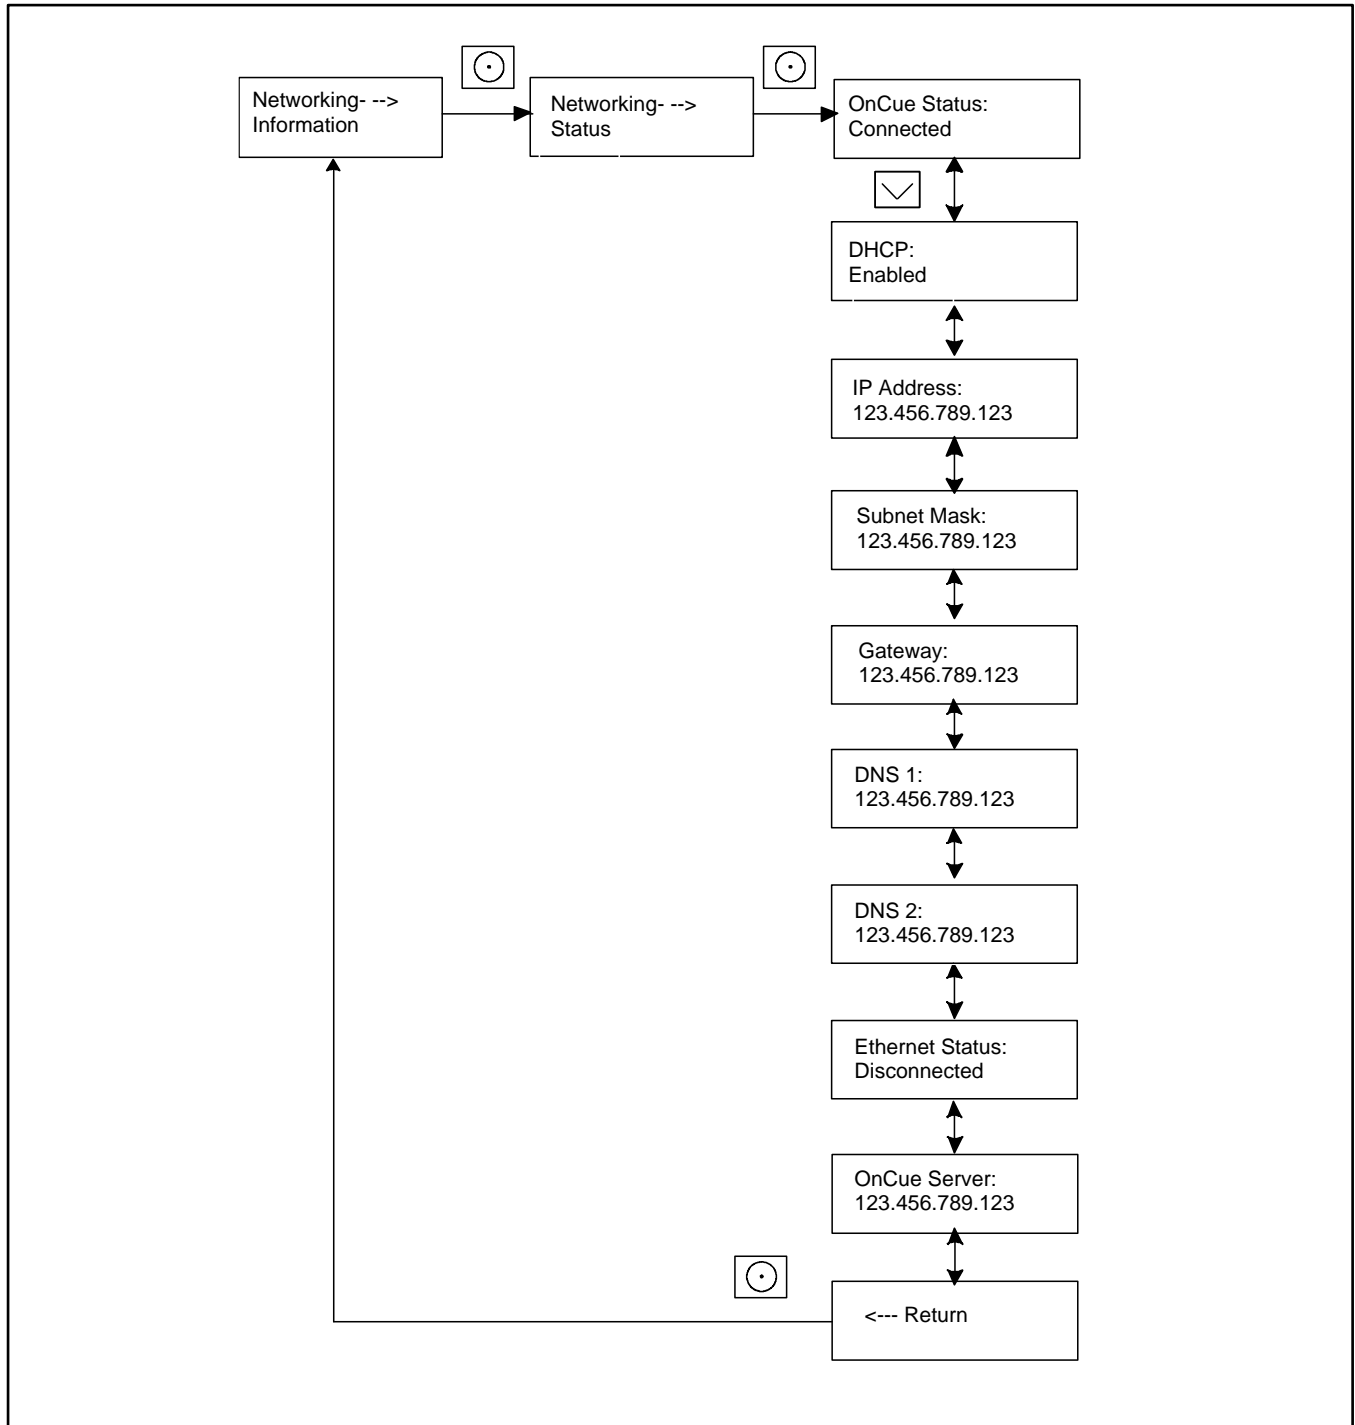 Networking- -->
Information
Networking- -->
Status
OnCue Status:
Connected
DHCP:
Enabled
IP Address:
123.456.789.123
Subnet Mask:
123.456.789.123
Gateway:
123.456.789.123
DNS 1:
123.456.789.123
DNS 2:
123.456.789.123
Ethernet Status:
Disconnected
OnCue Server:
123.456.789.123
<--- Return